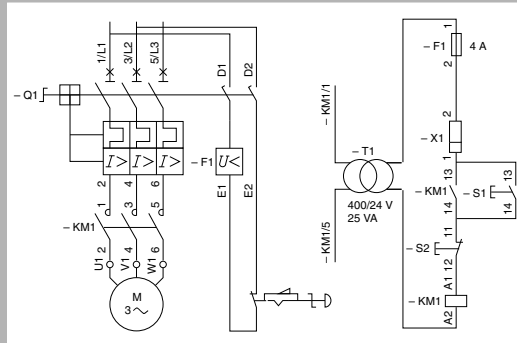 1/L1
3/L2
5/L3
D1
D2
– Q1
I>
I>
I>
– F1
U<
2
4
6
E1
E2
1
3
5
– KM1
2
4
6
U1
V1
W1
M
3 ~
– KM1/1
– T1
400/24 V
25 VA
– KM1/5
1
– F1
4 A
2
2
– X1
1
13
13
– KM1
– S1
14
14
11
– S2
12
A1
– KM1
A2